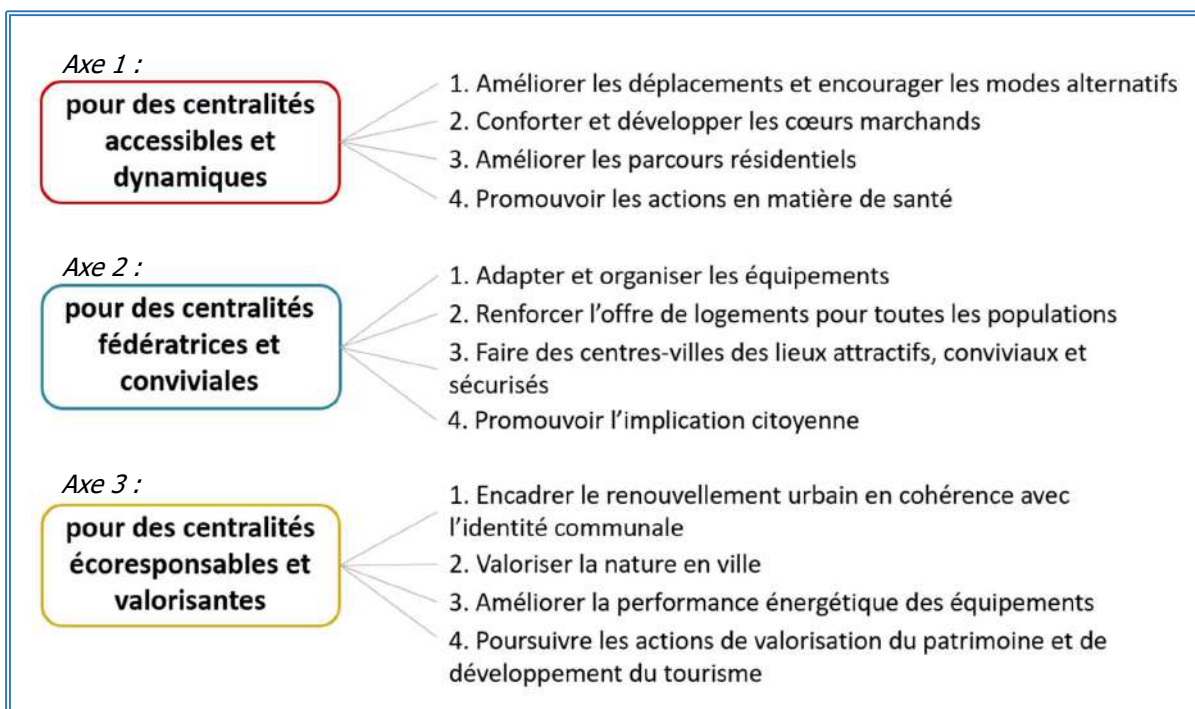 Axe 1 :
pour des centralités
accessibles et
dynamiques
1. Améliorer les déplacements et encourager les modes alternatifs
2. Conforter et développer les cœurs marchands
3. Améliorer les parcours résidentiels
4. Promouvoir les actions en matière de santé
Axe 2 :
pour des centralités
fédératrices et
conviviales
1. Adapter et organiser les équipements
2. Renforcer l’offre de logements pour toutes les populations
3. Faire des centres-villes des lieux attractifs, conviviaux et
sécurisés
4. Promouvoir l’implication citoyenne
Axe 3 :
pour des centralités
écoresponsables et
valorisantes
1. Encadrer le renouvellement urbain en cohérence avec
l’identité communale
2. Valoriser la nature en ville
3. Améliorer la performance énergétique des équipements
4. Poursuivre les actions de valorisation du patrimoine et de
développement du tourisme